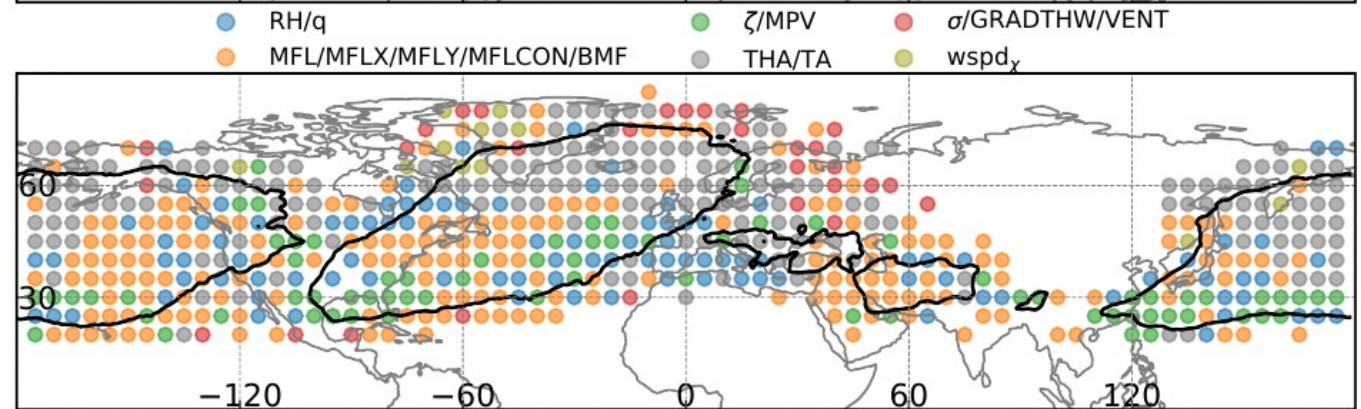 RH/q ζ/MPV σ/GRADTHW/VENT
MFL/MFLX/MFLY/MFLCON/BMF THA/TA wspdᵪ
60
30
−120 −60 0 60 120